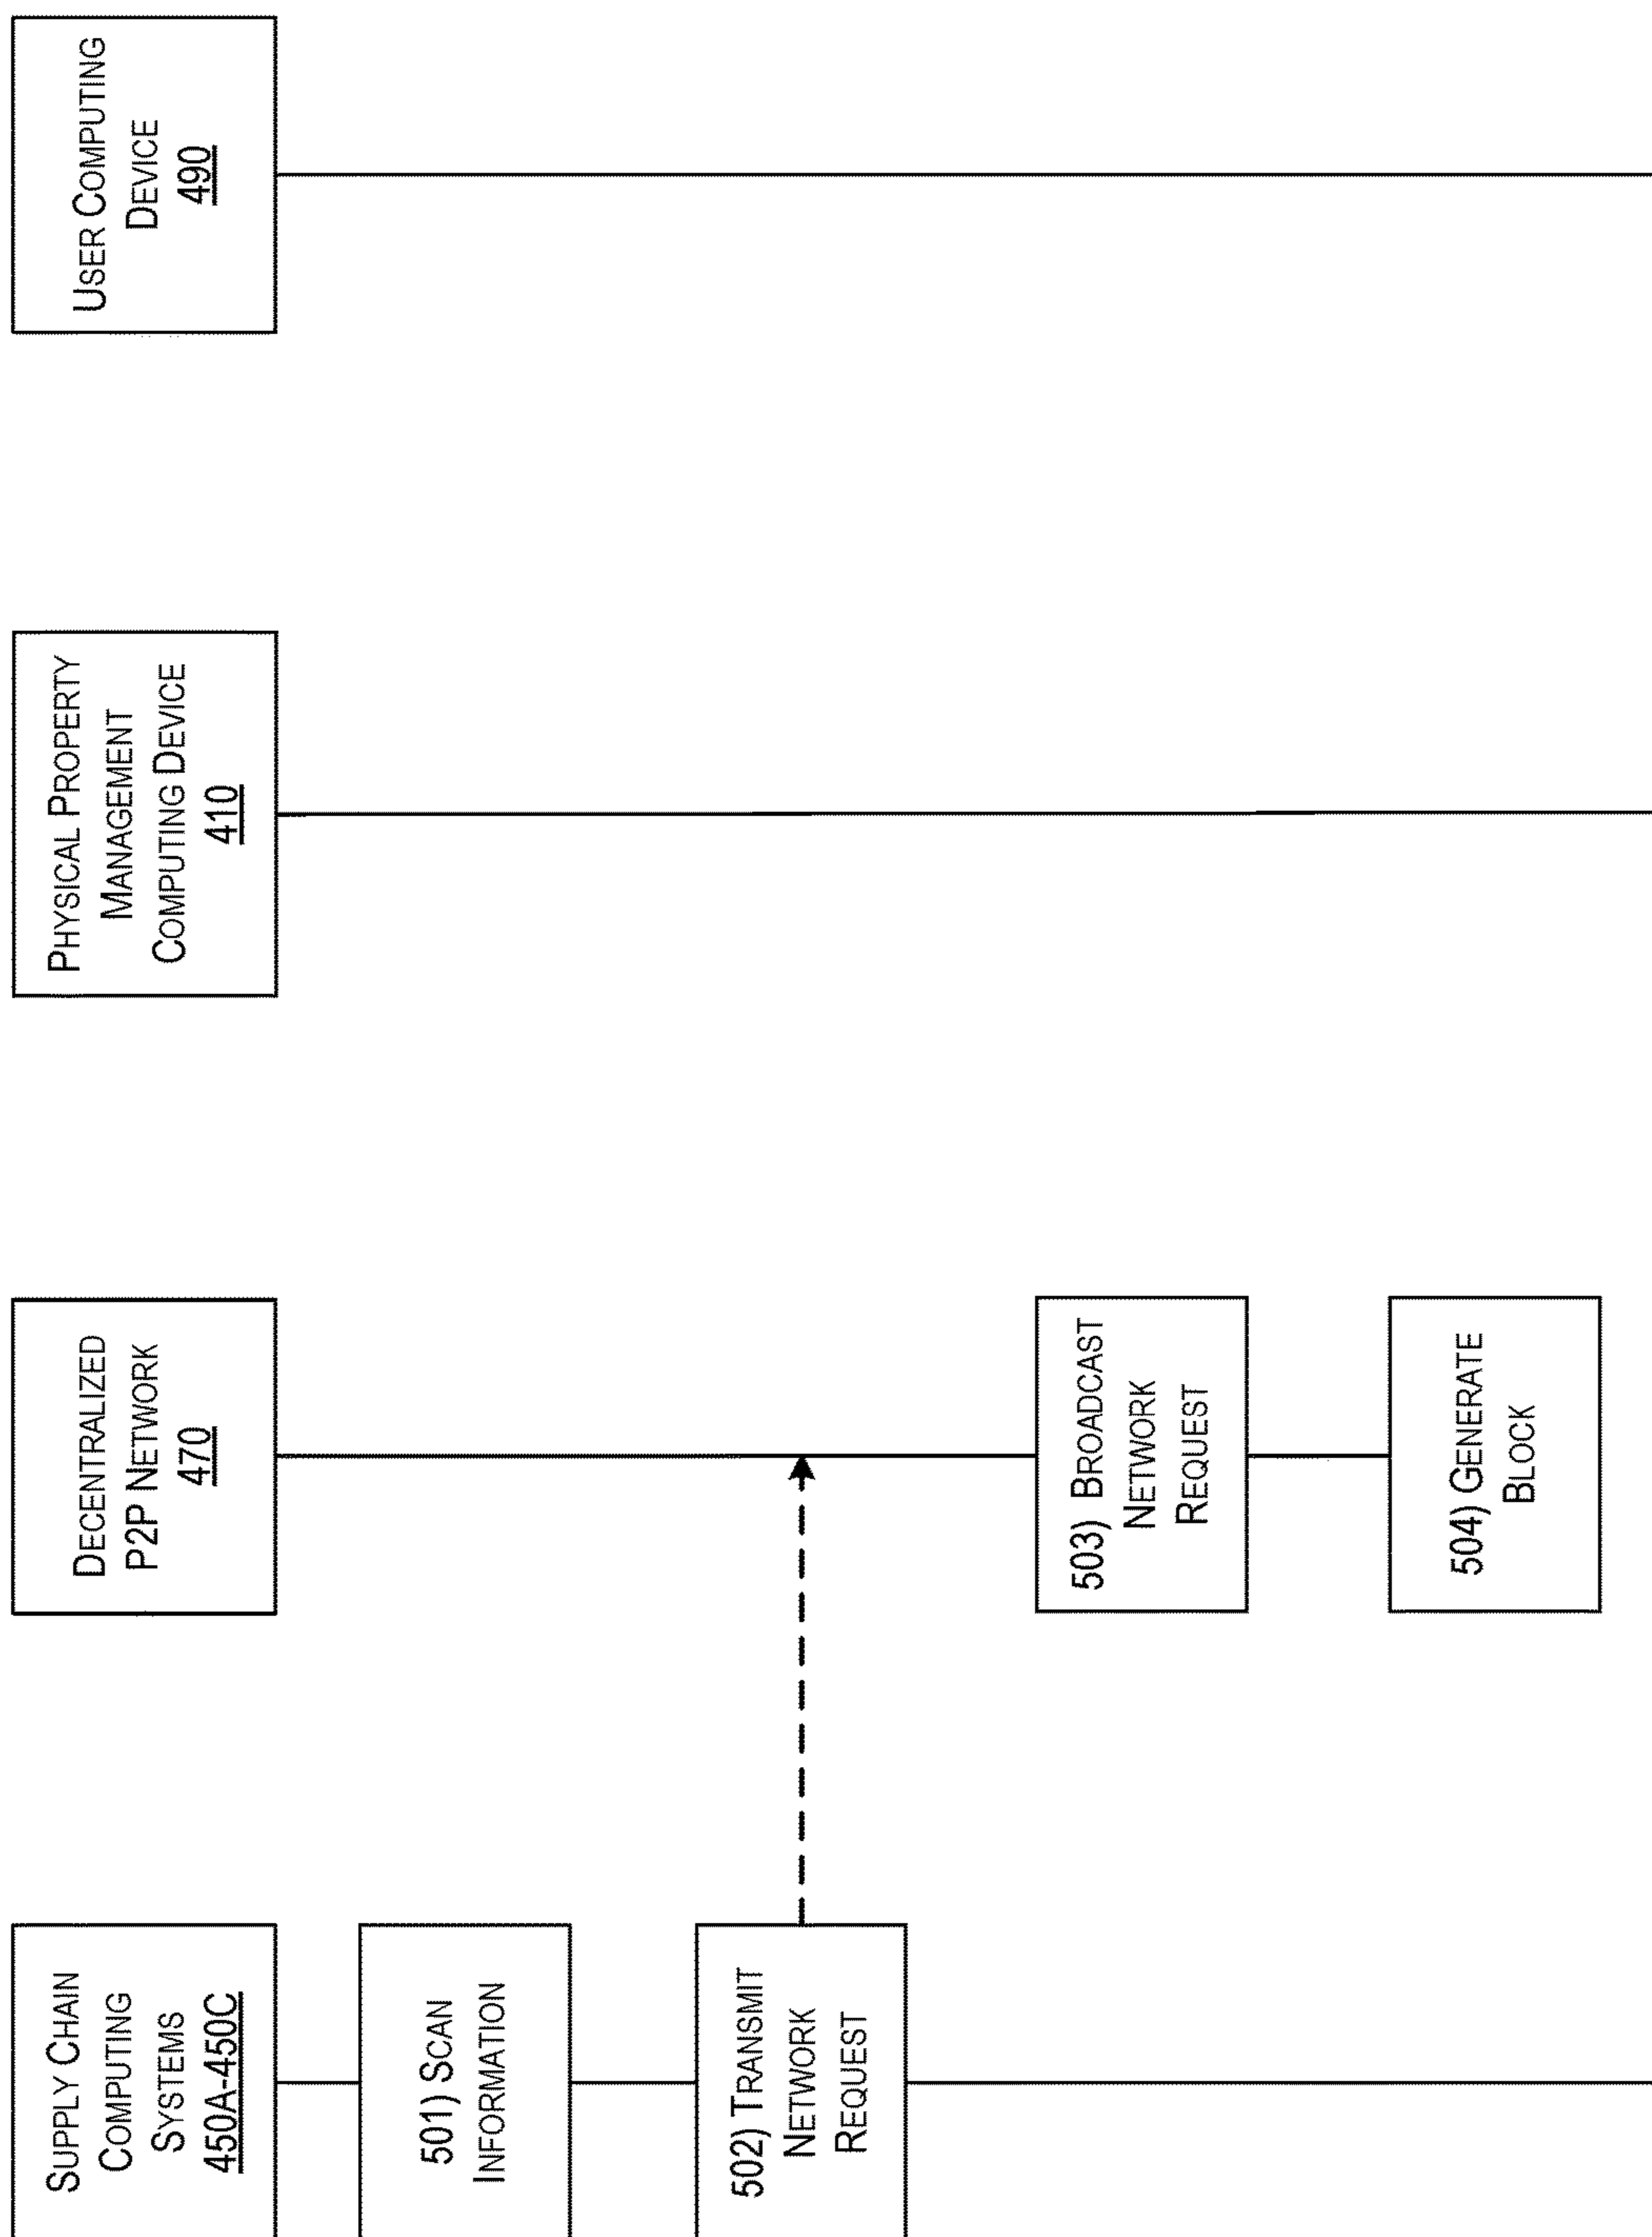 SUPPLY CHAIN
COMPUTING
SYSTEMS
450A-450C
DECENTRALIZED
P2P NETWORK
470
PHYSICAL PROPERTY
MANAGEMENT
COMPUTING DEVICE
410
USER COMPUTING
DEVICE
490
501) SCAN
INFORMATION
502) TRANSMIT
NETWORK
REQUEST
503) BROADCAST
NETWORK
REQUEST
504) GENERATE
BLOCK